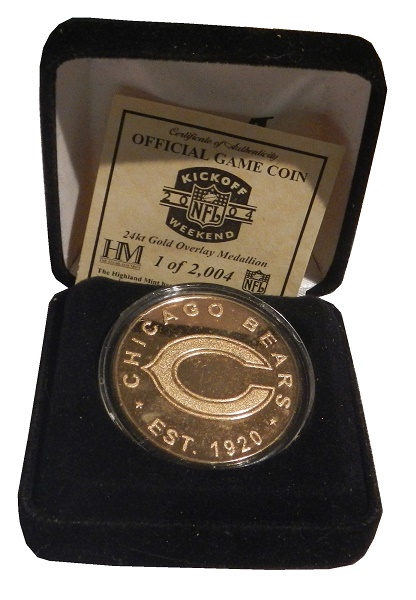 Certificate of Authenticity
OFFICIAL GAME COIN
KICKOFF
20 NFL 04
WEEKEND
24kt Gold Overlay Medallion
HM
1 of 2,004
NFL
The Highland Mint
CHICAGO BEARS
★ EST. 1920 ★